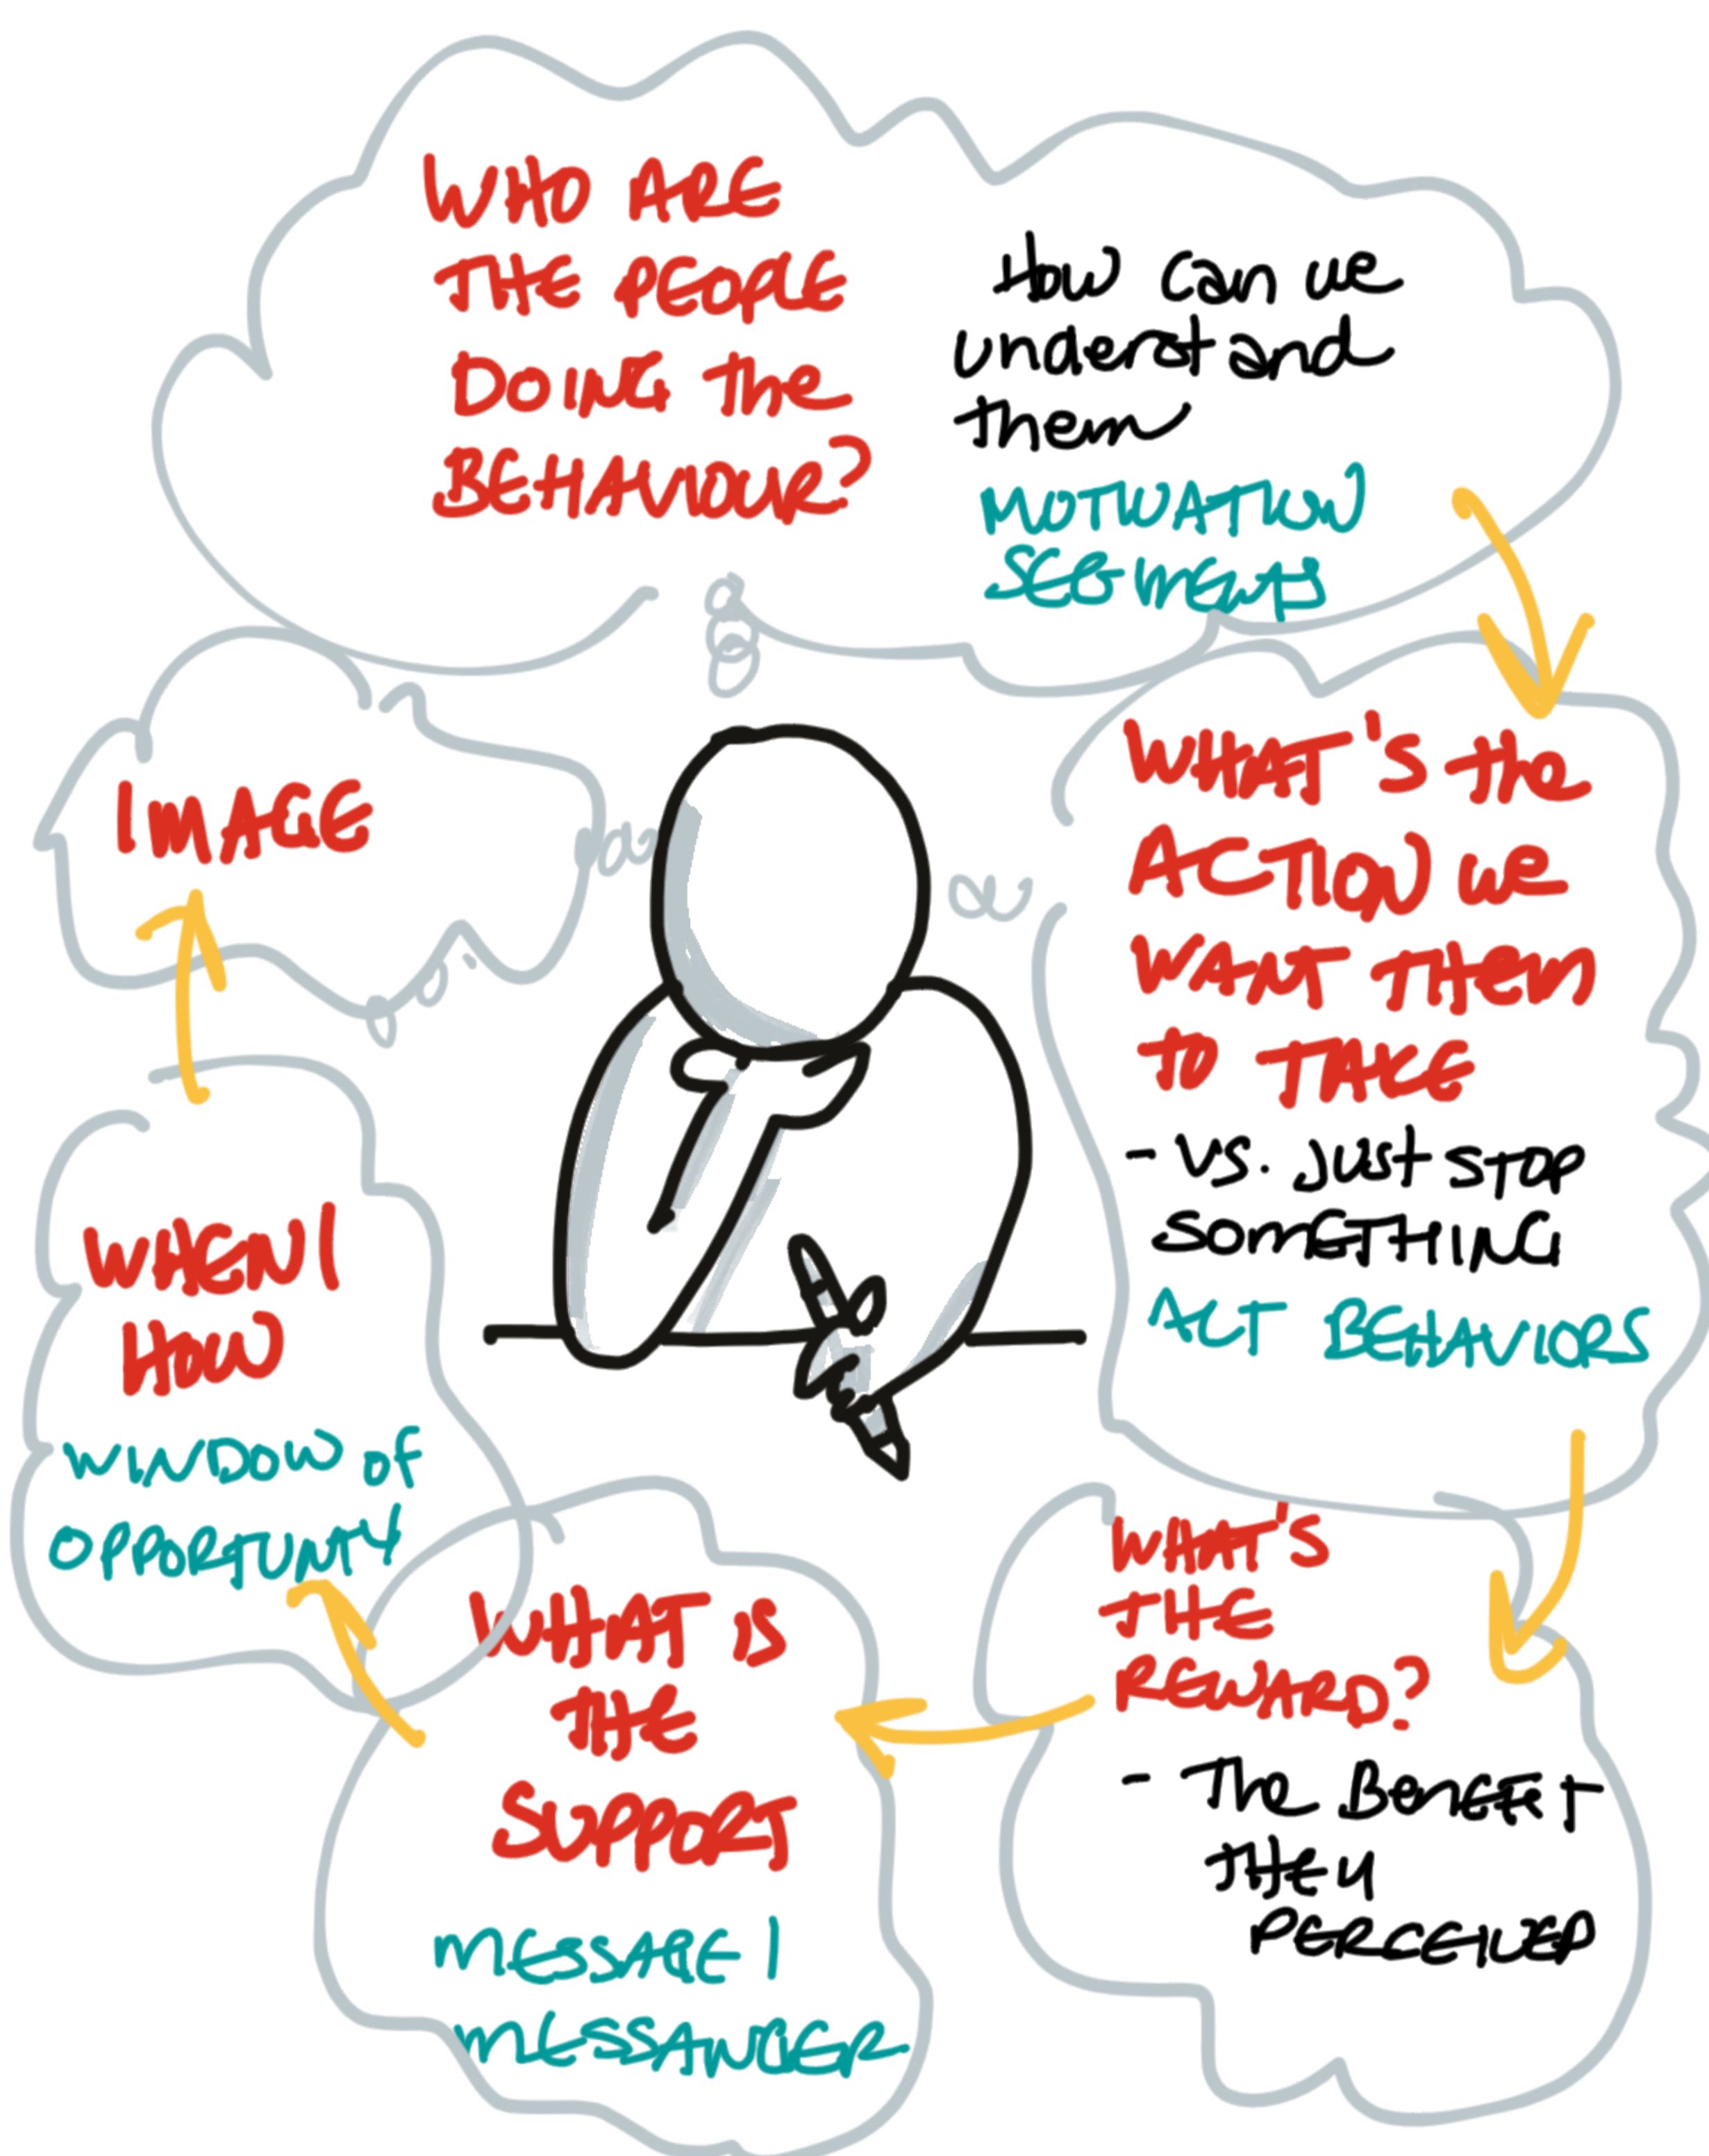 WHO ARE
THE PEOPLE
DOING the
BEHAVIOUR?
How can we
understand
them
MOTIVATION
SEGMENTS
WHAT'S the
ACTION we
WANT THEM
TO TAKE
- VS. JUST STOP
SOMETHING
ACT BEHAVIORS
WHAT'S
THE
REWARD?
- The BENEFIT
THEY
PERCEIVED
WHAT IS
THE
SUPPORT
MESSAGE |
MESSANGER
WHEN |
HOW
WINDOW of
OPPORTUNITY
IMAGE